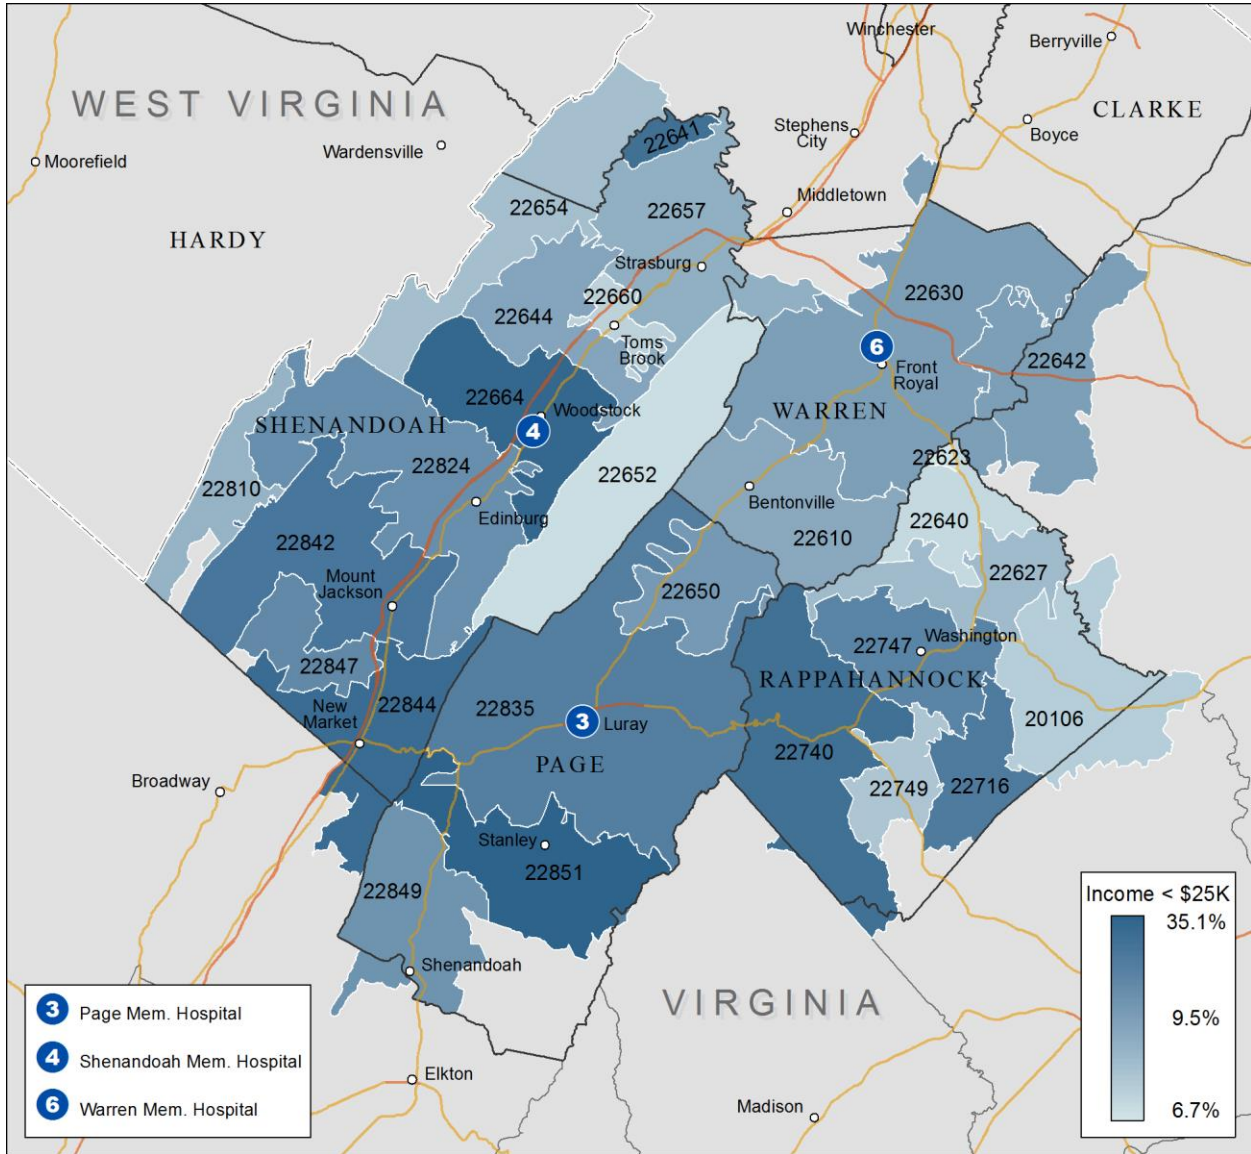 Winchester
Berryville
WEST VIRGINIA
CLARKE
Stephens
City
Boyce
22641
Wardensville
Moorefield
Middletown
22654
22657
HARDY
Strasburg
22660
22630
22644
Toms
Brook
6
Front
Royal
22642
22664
Woodstock
WARREN
SHENANDOAH
4
22623
22824
22652
22810
Bentonville
Edinburg
22640
22842
22610
22627
Mount
Jackson
22650
22747
Washington
22847
RAPPAHANNOCK
New
Market
22844
22835
3
Luray
20106
22740
PAGE
Broadway
22749
22716
Stanley
22851
22849
Income < $25K
35.1%
9.5%
6.7%
Shenandoah
VIRGINIA
3 Page Mem. Hospital
4 Shenandoah Mem. Hospital
6 Warren Mem. Hospital
Elkton
Madison